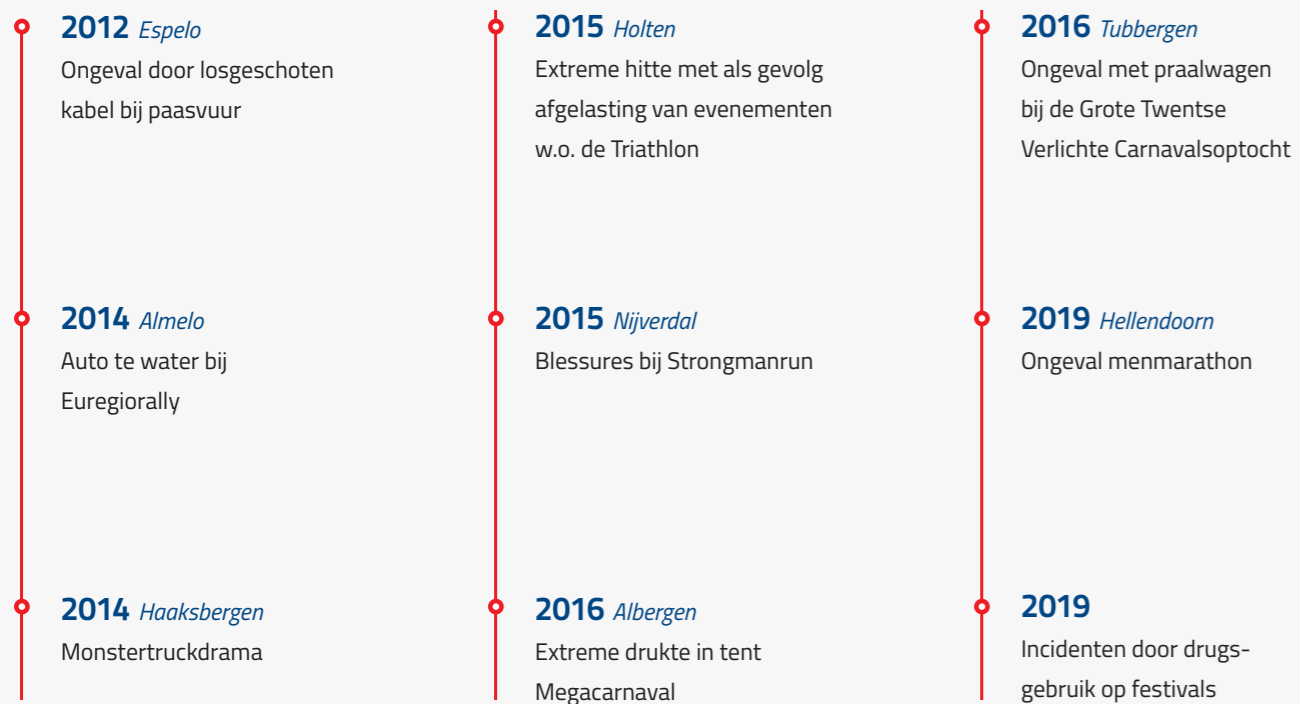 2012 Espelo
Ongeval door losgeschoten
kabel bij paasvuur
2014 Almelo
Auto te water bij
Euregiorally
2014 Haaksbergen
Monstertruckdrama
2015 Holten
Extreme hitte met als gevolg
afgelasting van evenementen
w.o. de Triathlon
2015 Nijverdal
Blessures bij Strongmanrun
2016 Albergen
Extreme drukte in tent
Megacarnaval
2016 Tubbergen
Ongeval met praalwagen
bij de Grote Twentse
Verlichte Carnavalsoptocht
2019 Hellendoorn
Ongeval menmarathon
2019
Incidenten door drugs-
gebruik op festivals